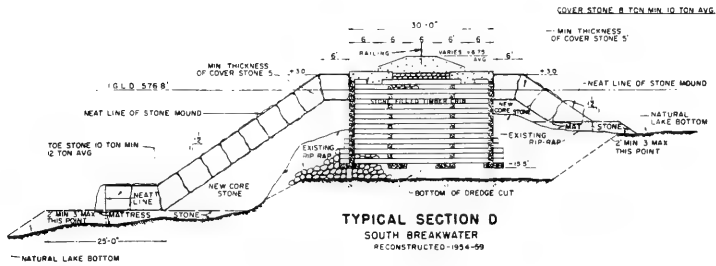 COVER STONE 8 TON MIN 10 TON AVG
30'-0"
6 6 6 6 6
RAILING
VARIES
AVG
6'
6'
MIN THICKNESS
OF COVER STONE 5'
MIN THICKNESS
OF COVER STONE 5'
+3.0
+3.0
I G L D 576 8'
NEAT LINE OF STONE MOUND
NEAT LINE OF STONE MOUND
STONE FILLED TIMBER CRIB
NEW
CORE
STONE
MAT STONE
NATURAL
LAKE BOTTOM
2' MIN 3' MAX
THIS POINT
TOE STONE 10 TON MIN
12 TON AVG
EXISTING
RIP-RAP
EXISTING
RIP-RAP
NEW CORE
STONE
NEAT
LINE
2' MIN 3' MAX
THIS POINT
MATTRESS STONE
25'-0"
NATURAL LAKE BOTTOM
BOTTOM OF DREDGE CUT
TYPICAL SECTION D
SOUTH BREAKWATER
RECONSTRUCTED-1954-59